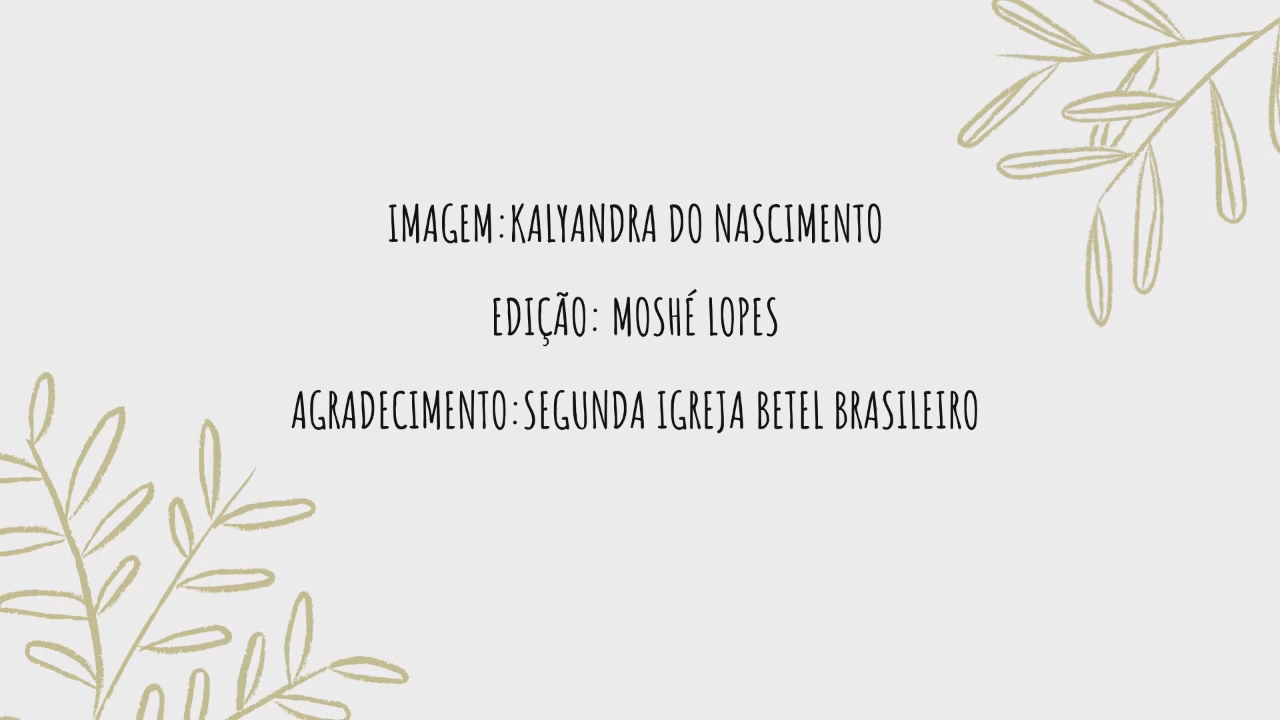 IMAGEM:KALYANDRA DO NASCIMENTO
EDIÇÃO: MOSHÉ LOPES
AGRADECIMENTO:SEGUNDA IGREJA BETEL BRASILEIRO